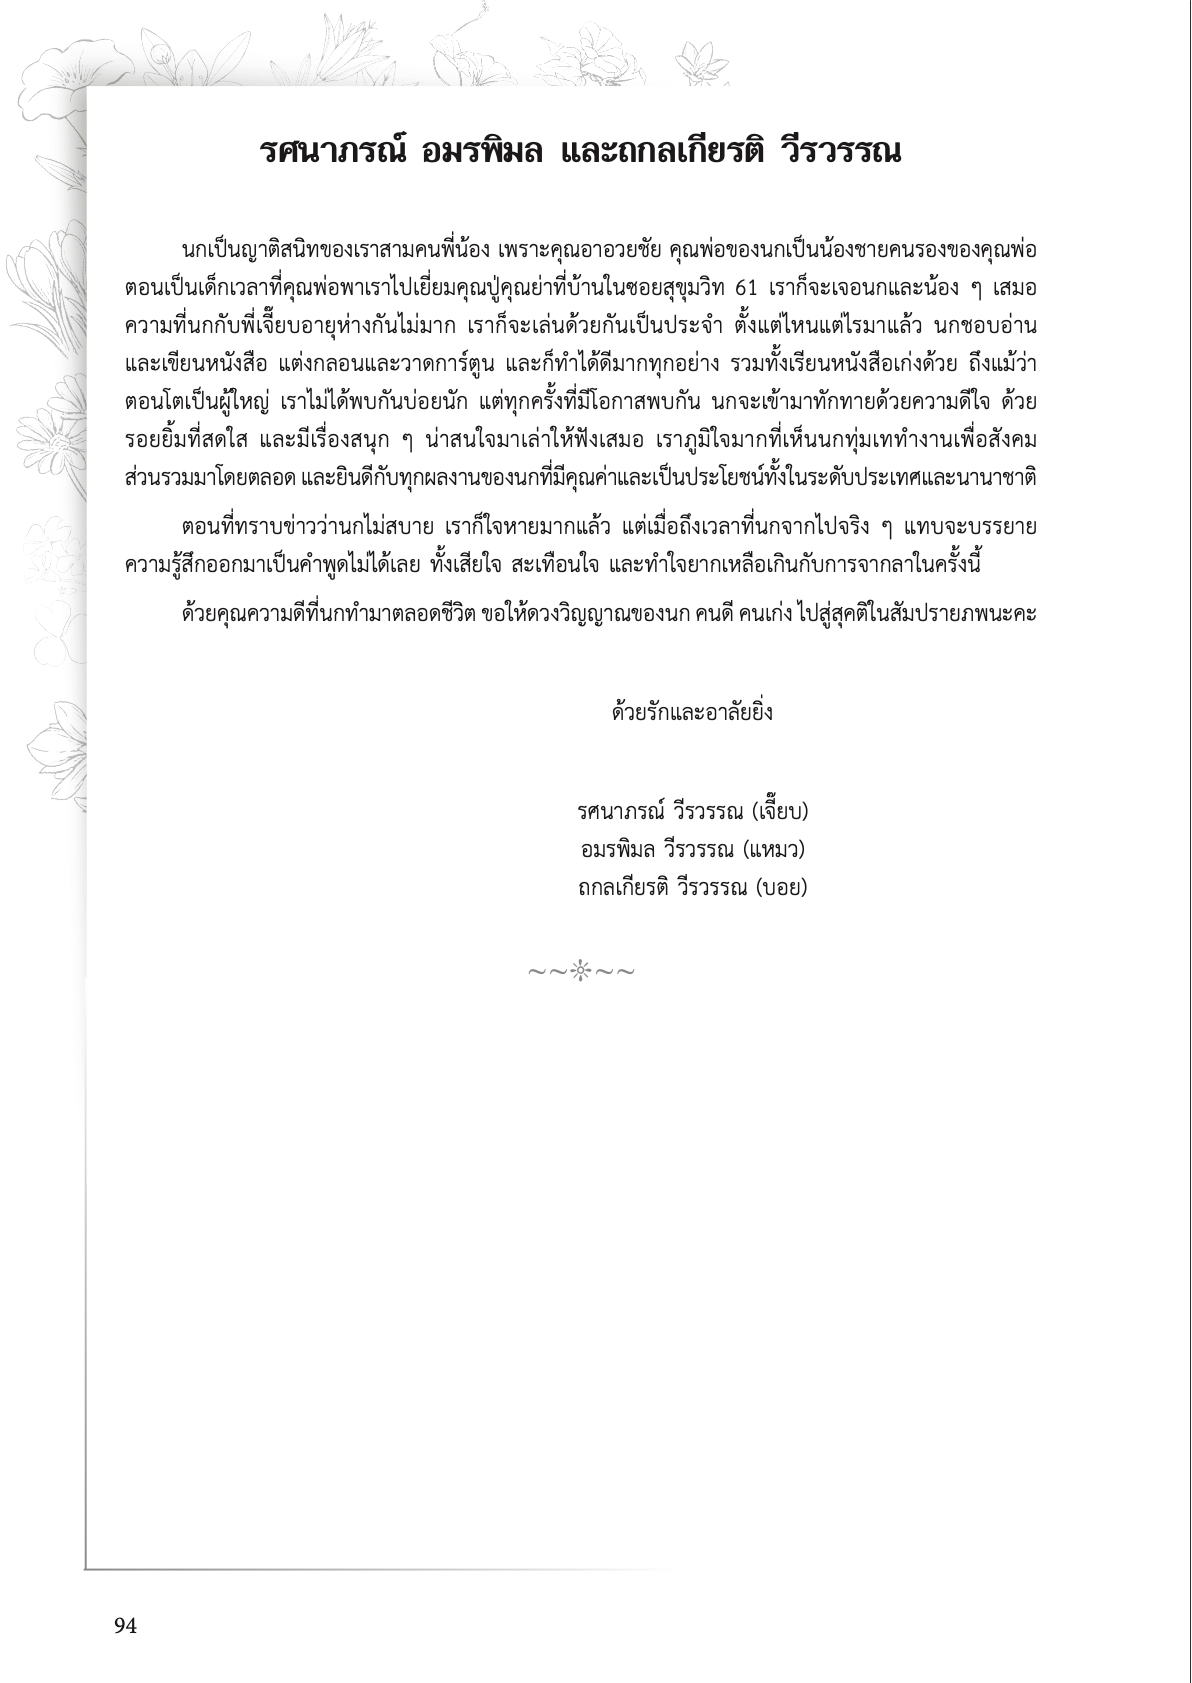 รศนาภรณ์ อมรพิมล และถกลเกียรติ วีรวรรณ
นกเป็นญาติสนิทของเราสามคนพี่น้อง เพราะคุณอาอวยชัย คุณพ่อของนกเป็นน้องชายคนรองของคุณพ่อ
ตอนเป็นเด็กเวลาที่คุณพ่อพาเราไปเยี่ยมคุณปู่คุณย่าที่บ้านในซอยสุขุมวิท 61 เราก็จะเจอนกและน้อง ๆ เสมอ
ความที่นกกับพี่เจี๊ยบอายุห่างกันไม่มาก เราก็จะเล่นด้วยกันเป็นประจำ ตั้งแต่ไหนแต่ไรมาแล้ว นกชอบอ่าน
และเขียนหนังสือ แต่งกลอนและวาดการ์ตูน และก็ทำได้ดีมากทุกอย่าง รวมทั้งเรียนหนังสือเก่งด้วย ถึงแม้ว่า
ตอนโตเป็นผู้ใหญ่ เราไม่ได้พบกันบ่อยนัก แต่ทุกครั้งที่มีโอกาสพบกัน นกจะเข้ามาทักทายด้วยความดีใจ ด้วย
รอยยิ้มที่สดใส และมีเรื่องสนุก ๆ น่าสนใจมาเล่าให้ฟังเสมอ เราภูมิใจมากที่เห็นนกทุ่มเททำงานเพื่อสังคม
ส่วนรวมมาโดยตลอด และยินดีกับทุกผลงานของนกที่มีคุณค่าและเป็นประโยชน์ทั้งในระดับประเทศและนานาชาติ
ตอนที่ทราบข่าวว่านกไม่สบาย เราก็ใจหายมากแล้ว แต่เมื่อถึงเวลาที่นกจากไปจริง ๆ แทบจะบรรยาย
ความรู้สึกออกมาเป็นคำพูดไม่ได้เลย ทั้งเสียใจ สะเทือนใจ และทำใจยากเหลือเกินกับการจากลาในครั้งนี้
ด้วยคุณความดีที่นกทำมาตลอดชีวิต ขอให้ดวงวิญญาณของนก คนดี คนเก่ง ไปสู่สุคติในสัมปรายภพนะคะ
ด้วยรักและอาลัยยิ่ง
รศนาภรณ์ วีรวรรณ (เจี๊ยบ)
อมรพิมล วีรวรรณ (แหมว)
ถกลเกียรติ วีรวรรณ (บอย)
94